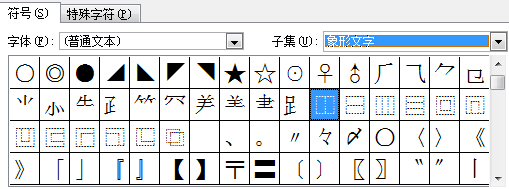 符号(S) 特殊字符(P)
字体(F): (普通文本) 子集(U): 象形文字
○ ◎ ● ◢ ◣ ◤ ◥ ★ ☆ ⊙ ♀ ♂ ⺁ ⺄ ⺈ ⺋
⺌ ⺗ ⺧ ⺪ ⺮ ⺳ ⺶ ⺷ ⺻ ⻊ ⿰ ⿱ ⿲ ⿳ ⿴ ⿵
⿶ ⿷ ⿸ ⿹ ⿺ ⿻ 、 。 〃 々 〆 〇 〈 〉 《
》 「 」 『 』 【 】 〒 〓 〔 〕 〖 〗 〝 〞